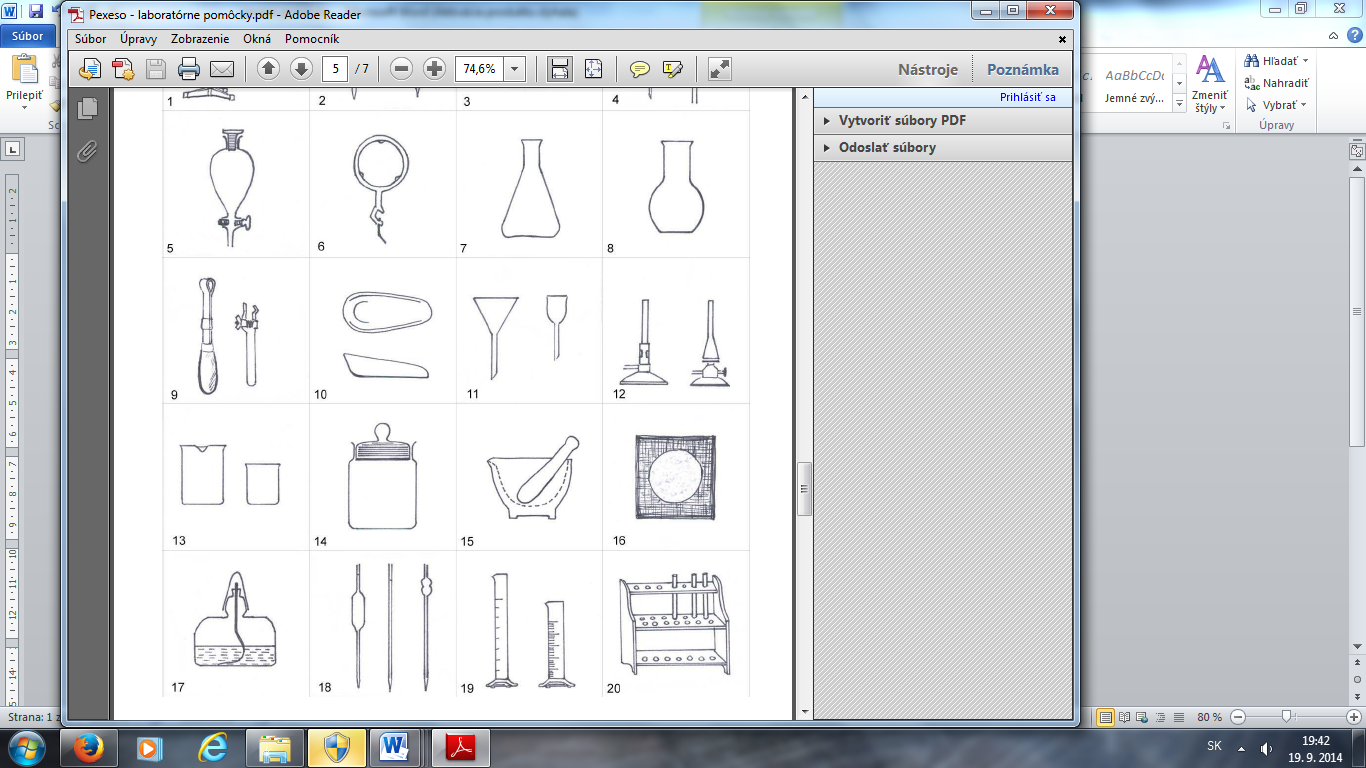 Pexeso - laboratórne pomôcky.pdf - Adobe Reader
Súbor Úpravy Zobrazenie Okná Pomocník
5 / 7 74,6% Nástroje Poznámka
Prihlásiť sa
Vytvoriť súbory PDF
Odoslať súbory
Súbor
Prilepiť
AaBbCcDc
Jemné zvý...
Zmeniť štýly
Hľadať
Nahradiť
Vybrať
Úpravy
1 2 3 4
5 6 7 8
9 10 11 12
13 14 15 16
17 18 19 20
Strana: 1 z
80 %
SK
19:42
19. 9. 2014